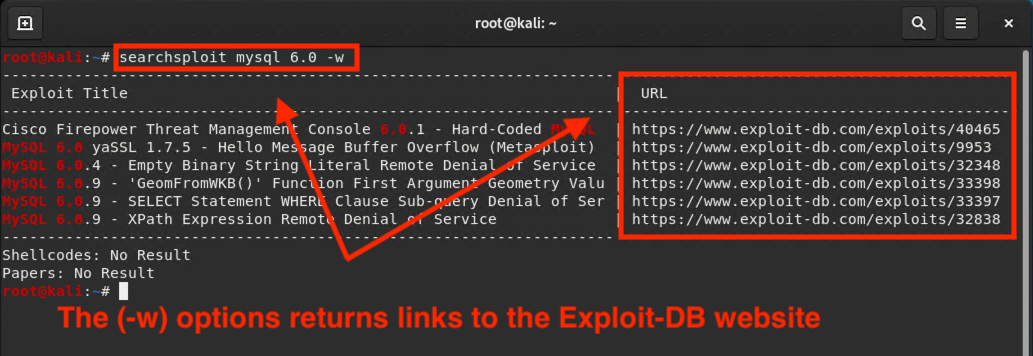 root@kali: ~
root@kali:~# searchsploit mysql 6.0 -w
Exploit Title | URL
Cisco Firepower Threat Management Console 6.0.1 - Hard-Coded MySQL | https://www.exploit-db.com/exploits/40465
MySQL 6.0 yaSSL 1.7.5 - Hello Message Buffer Overflow (Metasploit) | https://www.exploit-db.com/exploits/9953
MySQL 6.0.4 - Empty Binary String Literal Remote Denial of Service | https://www.exploit-db.com/exploits/32348
MySQL 6.0.9 - 'GeomFromWKB()' Function First Argument Geometry Valu | https://www.exploit-db.com/exploits/33398
MySQL 6.0.9 - SELECT Statement WHERE Clause Sub-query Denial of Ser | https://www.exploit-db.com/exploits/33397
MySQL 6.0.9 - XPath Expression Remote Denial of Service | https://www.exploit-db.com/exploits/32838
Shellcodes: No Result
Papers: No Result
root@kali:~#
The (-w) options returns links to the Exploit-DB website